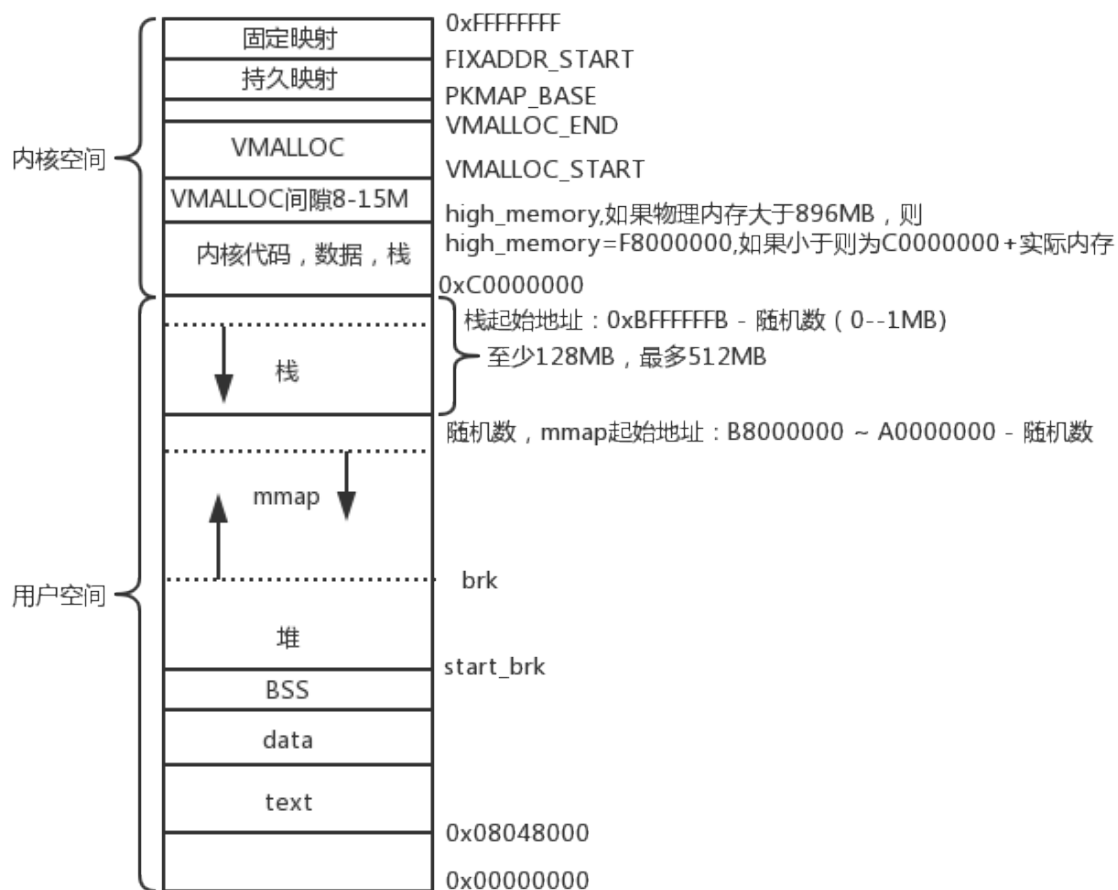 固定映射
0xFFFFFFFF
FIXADDR_START
持久映射
PKMAP_BASE
VMALLOC_END
内核空间
VMALLOC
VMALLOC_START
VMALLOC间隙8-15M
high_memory,如果物理内存大于896MB，则
high_memory=F8000000,如果小于则为C0000000+实际内存
内核代码，数据，栈
0xC0000000
栈起始地址：0xBFFFFFFB - 随机数（0--1MB)
至少128MB，最多512MB
栈
随机数，mmap起始地址：B8000000 ~ A0000000 - 随机数
mmap
brk
用户空间
堆
start_brk
BSS
data
text
0x08048000
0x00000000